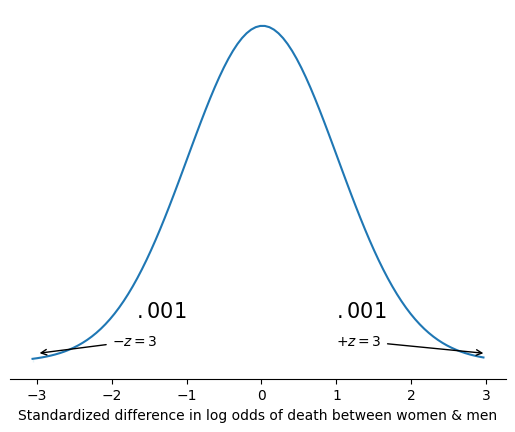 .001 .001
−z = 3 +z = 3
−3 −2 −1 0 1 2 3
Standardized difference in log odds of death between women & men